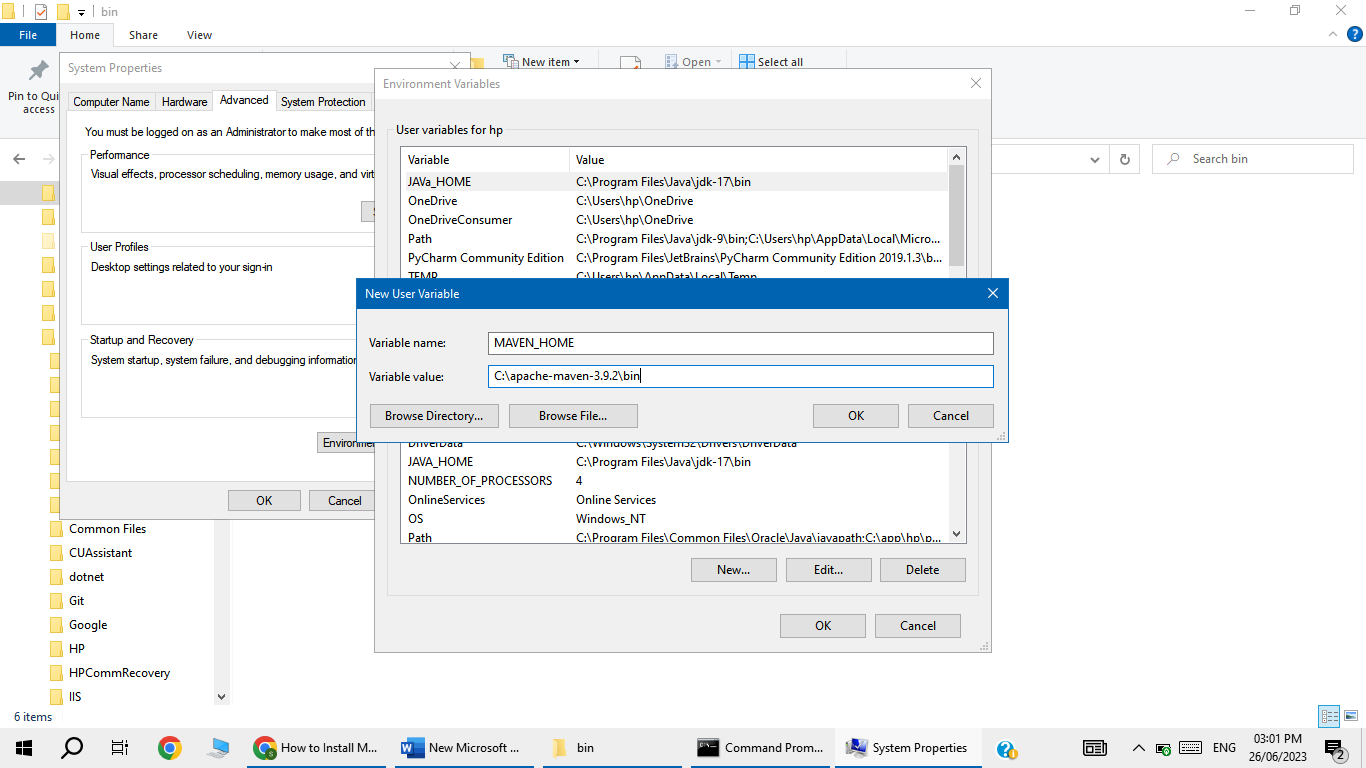 bin
File Home Share View
System Properties
New item Open Select all
Environment Variables
Pin to Qui
access
Computer Name Hardware Advanced System Protection
You must be logged on as an Administrator to make most of th
Performance
Visual effects, processor scheduling, memory usage, and virt
User Profiles
Desktop settings related to your sign-in
Startup and Recovery
System startup, system failure, and debugging information
Environme
OK Cancel
User variables for hp
Variable Value
JAVa_HOME C:\Program Files\Java\jdk-17\bin
OneDrive C:\Users\hp\OneDrive
OneDriveConsumer C:\Users\hp\OneDrive
Path C:\Program Files\Java\jdk-9\bin;C:\Users\hp\AppData\Local\Micro...
PyCharm Community Edition C:\Program Files\JetBrains\PyCharm Community Edition 2019.1.3\b...
TEMP C:\Users\hp\AppData\Local\Temp
Search bin
New User Variable
Variable name: MAVEN_HOME
Variable value: C:\apache-maven-3.9.2\bin
Browse Directory... Browse File... OK Cancel
DriverData C:\Windows\System32\Drivers\DriverData
JAVA_HOME C:\Program Files\Java\jdk-17\bin
NUMBER_OF_PROCESSORS 4
OnlineServices Online Services
OS Windows_NT
Path C:\Program Files\Common Files\Oracle\Java\javapath;C:\app\hp\p...
New... Edit... Delete
OK Cancel
Common Files
CUAssistant
dotnet
Git
Google
HP
HPCommRecovery
IIS
6 items
How to Install M... New Microsoft ... bin Command Prom... System Properties ENG 03:01 PM
26/06/2023 2